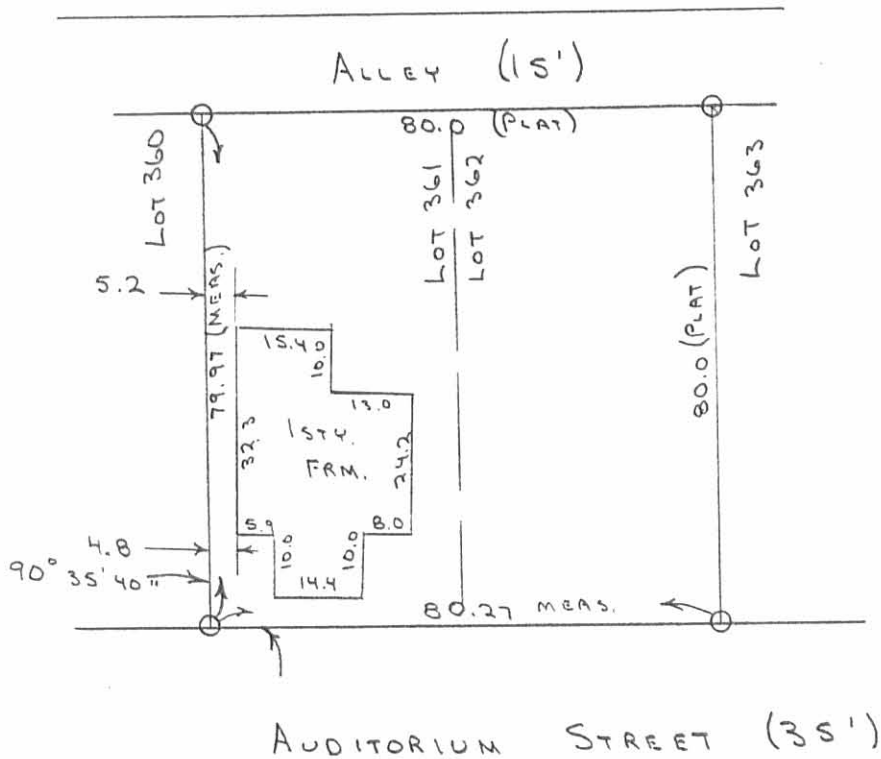 ALLEY (15')
80.0 (PLAT)
LOT 360
LOT 361
LOT 362
LOT 363
5.2
79.97 (MEAS.)
80.0 (PLAT)
15.4
10.0
13.0
1 STY.
FRM.
32.3
24.2
5.9
8.0
10.0
10.0
14.4
4.8
90° 35' 40"
80.27 MEAS.
AUDITORIUM STREET (35')